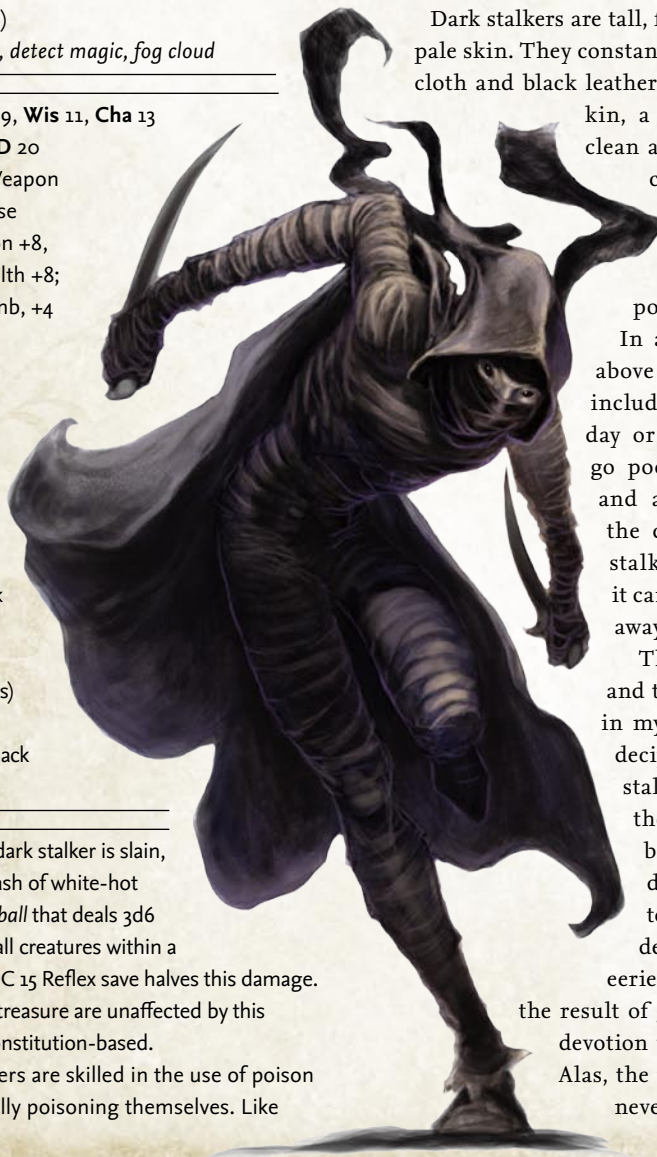 )
, detect magic, fog cloud
9, Wis 11, Cha 13
D 20
Weapon
se
on +8,
lth +8;
mb, +4
k
s)
ack
dark stalker is slain,
ash of white-hot
ball that deals 3d6
all creatures within a
C 15 Reflex save halves this damage.
treasure are unaffected by this
nstitution-based.
ers are skilled in the use of poison
lly poisoning themselves. Like
Dark stalkers are tall, f
pale skin. They constan
cloth and black leather
kin, a
clean a
c
po
In a
above
includ
day or
go poo
and a
the d
stalk
it can
away
Th
and t
in my
deci
stal
the
b
d
to
de
eerie
the result of
devotion
Alas, the
neve